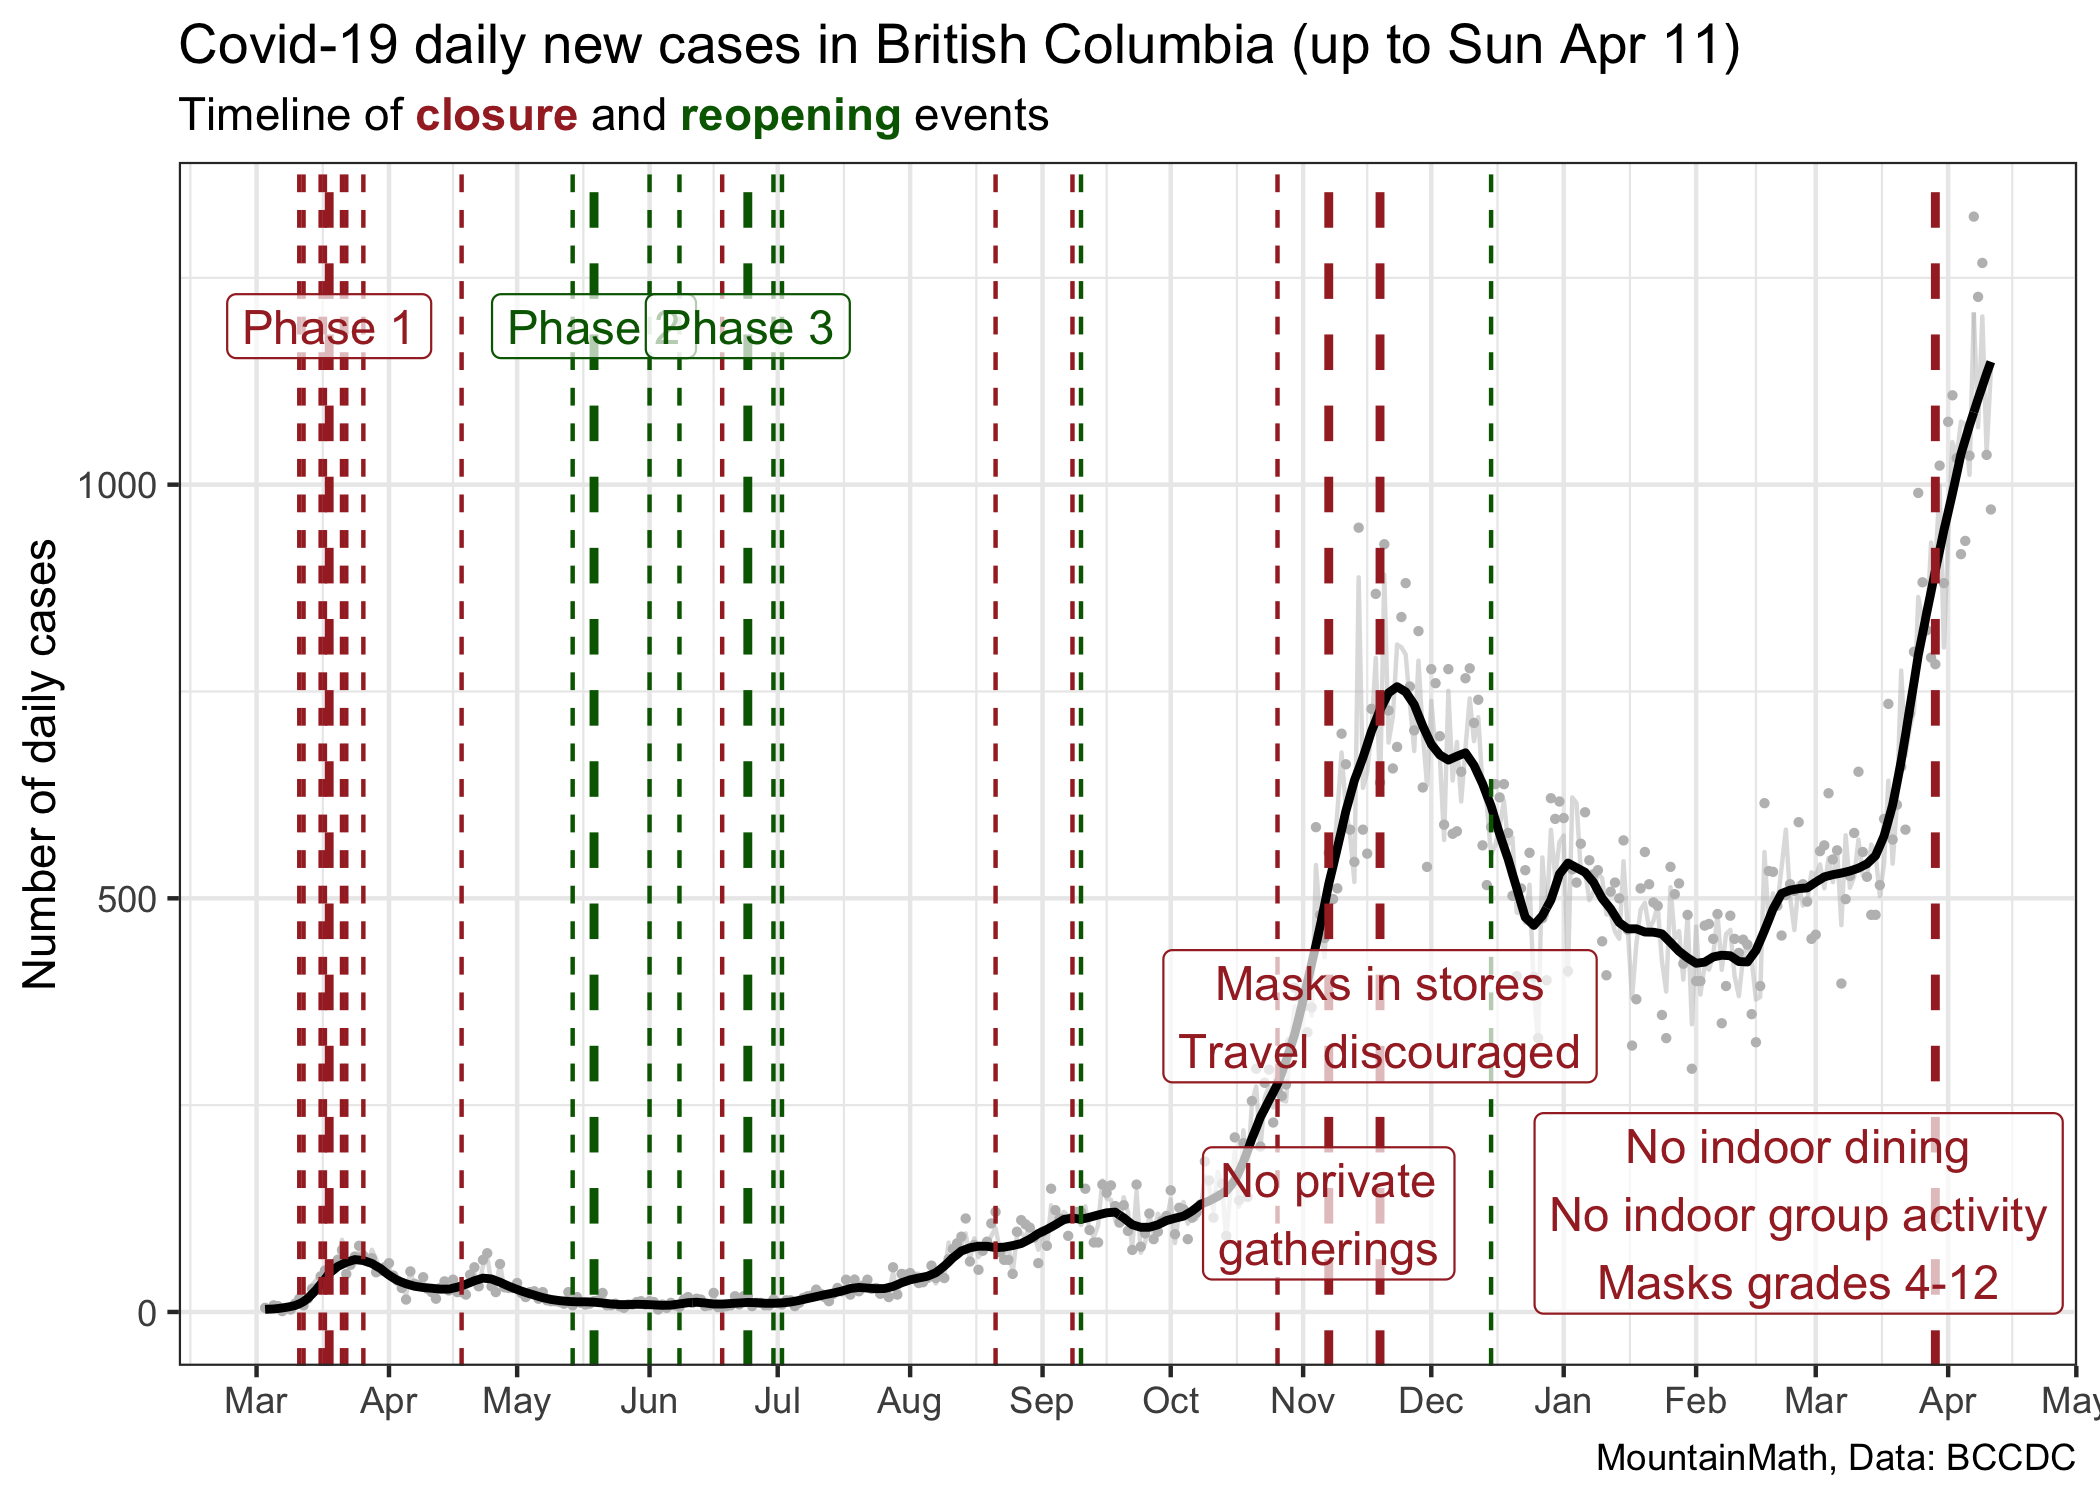 Covid-19 daily new cases in British Columbia (up to Sun Apr 11)
Timeline of closure and reopening events
Number of daily cases
1000
500
0
Phase 1
Phase 2
Phase 3
Masks in stores
Travel discouraged
No private
gatherings
No indoor dining
No indoor group activity
Masks grades 4-12
Mar Apr May Jun Jul Aug Sep Oct Nov Dec Jan Feb Mar Apr May
MountainMath, Data: BCCDC